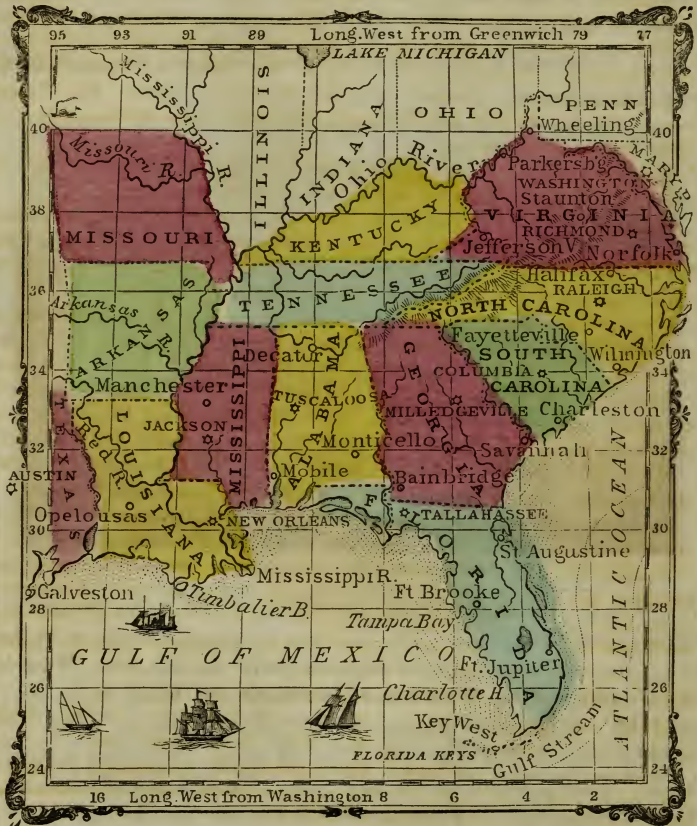 95 93 91 89 Long. West from Greenwich 79 77
LAKE MICHIGAN
Mississippi R.
ILLINOIS
INDIANA
OHIO
PENN
Wheeling
40
40
Missouri R.
Ohio River
Parkersbg
MARYLD
WASHINGTON
Staunton
VIRGINIA
RICHMOND
38
38
KENTUCKY
MISSOURI
Jefferson V.
Norfolk
36
36
TENNESSEE
Halifax
RALEIGH
NORTH CAROLINA
Arkansas R.
ARKANSAS
Decator
Fayetteville
SOUTH
CAROLINA
COLUMBIA
Wilmington
34
34
Manchester
MISSISSIPPI
ALABAMA
GEORGIA
TUSCALOOSA
MILLEDGEVILLE
Charleston
JACKSON
TEXAS
LOUISIANA
Red R.
Monticello
Savannah
32
32
AUSTIN
Mobile
Bainbridge
Opelousas
NEW ORLEANS
TALLAHASSEE
FLORIDA
30
30
St Augustine
Mississippi R.
Galveston
Timbalier B.
Ft Brooke
28
28
Tampa Bay
GULF OF MEXICO
Ft. Jupiter
ATLANTIC OCEAN
26
26
Charlotte H
Key West
Gulf Stream
FLORIDA KEYS
24
24
16 Long. West from Washington 8 6 4 2